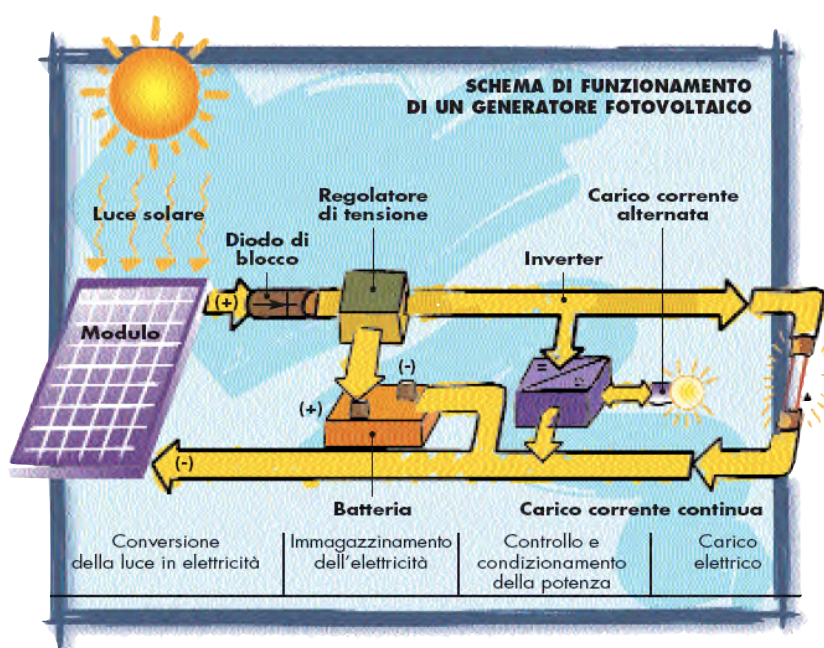 SCHEMA DI FUNZIONAMENTO
DI UN GENERATORE FOTOVOLTAICO
Luce solare
Diodo di
blocco
Regolatore
di tensione
Inverter
Carico corrente
alternata
Modulo
(+)
(-)
(+)
(-)
Batteria
Carico corrente continua
Conversione
della luce in elettricità
Immagazzinamento
dell'elettricità
Controllo e
condizionamento
della potenza
Carico
elettrico